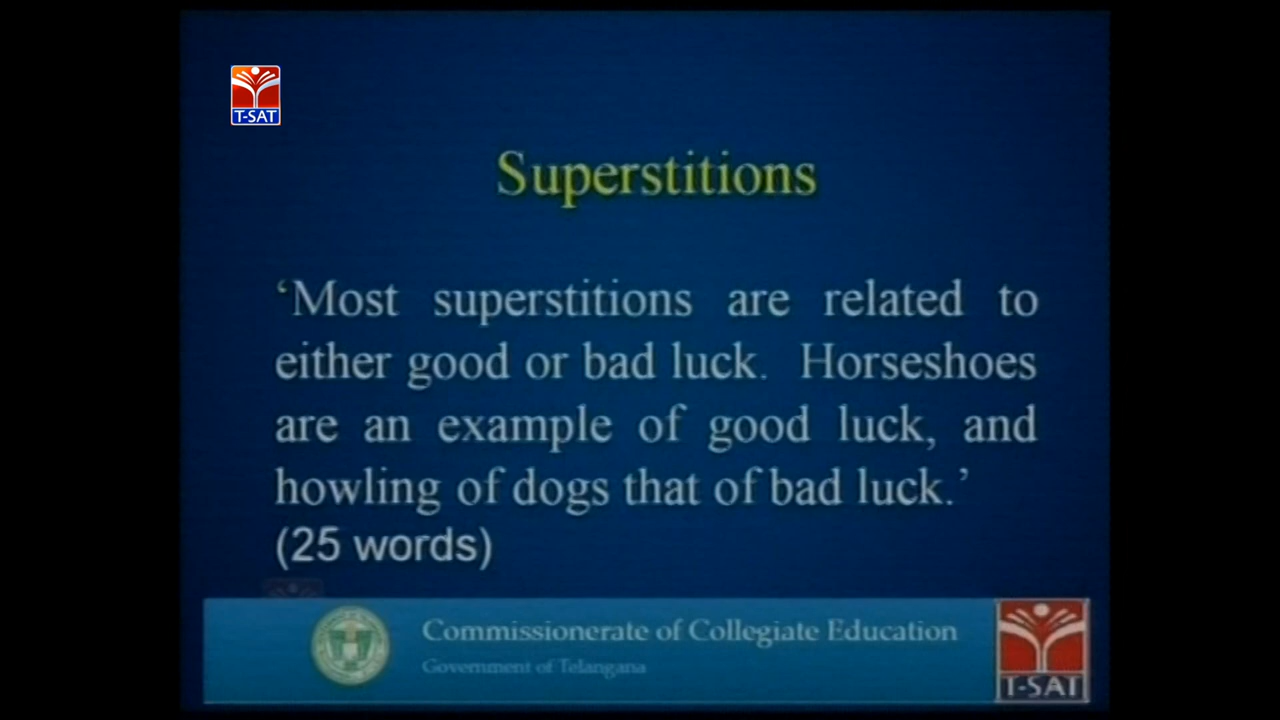 T-SAT
Superstitions
‘Most superstitions are related to
either good or bad luck. Horseshoes
are an example of good luck, and
howling of dogs that of bad luck.’
(25 words)
Commissionerate of Collegiate Education
Government of Telangana
T-SAT